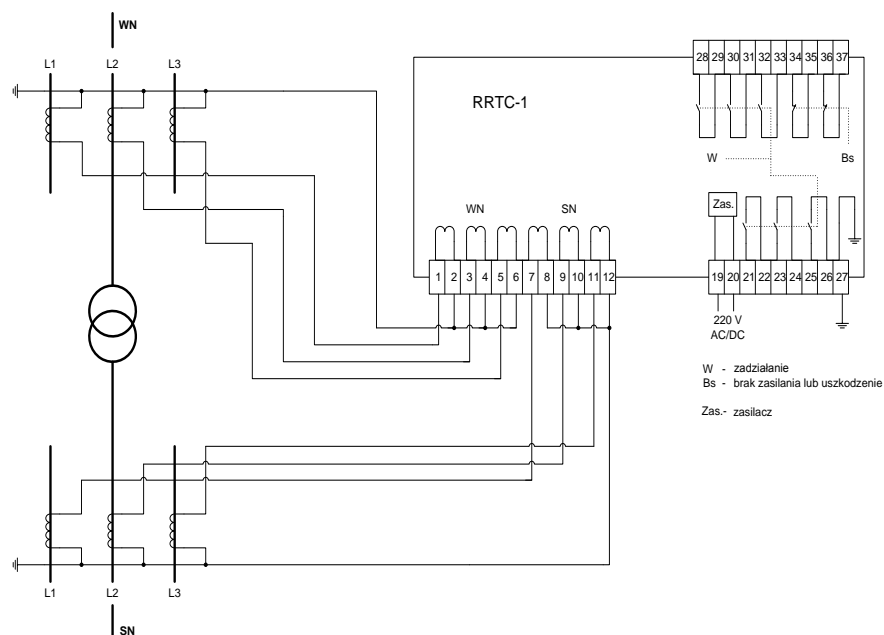 WN
L1 L2 L3
28 29 30 31 32 33 34 35 36 37
RRTC-1
W Bs
Zas.
WN SN
1 2 3 4 5 6 7 8 9 10 11 12
19 20 21 22 23 24 25 26 27
220 V
AC/DC
W - zadziałanie
Bs - brak zasilania lub uszkodzenie
Zas.- zasilacz
L1 L2 L3
SN